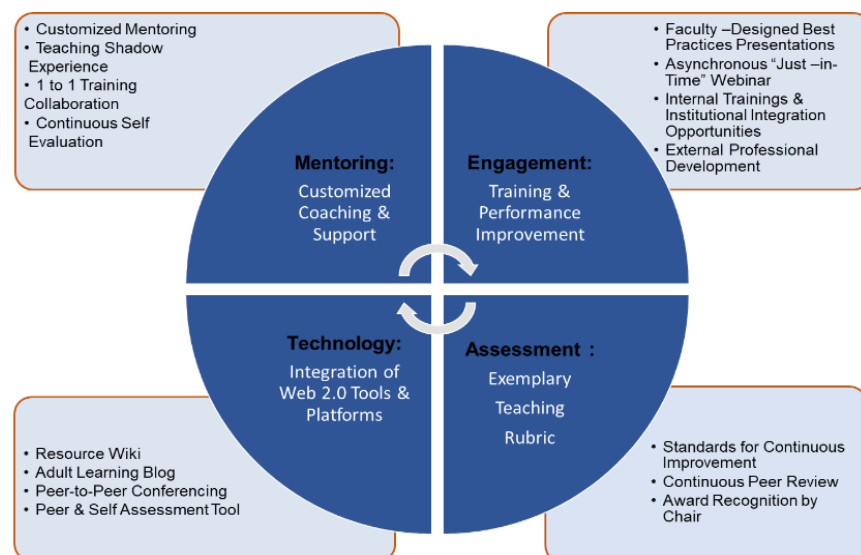 • Customized Mentoring
• Teaching Shadow
Experience
• 1 to 1 Training
Collaboration
• Continuous Self
Evaluation
• Faculty –Designed Best
Practices Presentations
• Asynchronous “Just –in-
Time” Webinar
• Internal Trainings &
Institutional Integration
Opportunities
• External Professional
Development
Mentoring:
Customized
Coaching &
Support
Engagement:
Training &
Performance
Improvement
Technology:
Integration of
Web 2.0 Tools &
Platforms
Assessment :
Exemplary
Teaching
Rubric
• Resource Wiki
• Adult Learning Blog
• Peer-to-Peer Conferencing
• Peer & Self Assessment Tool
• Standards for Continuous
Improvement
• Continuous Peer Review
• Award Recognition by
Chair